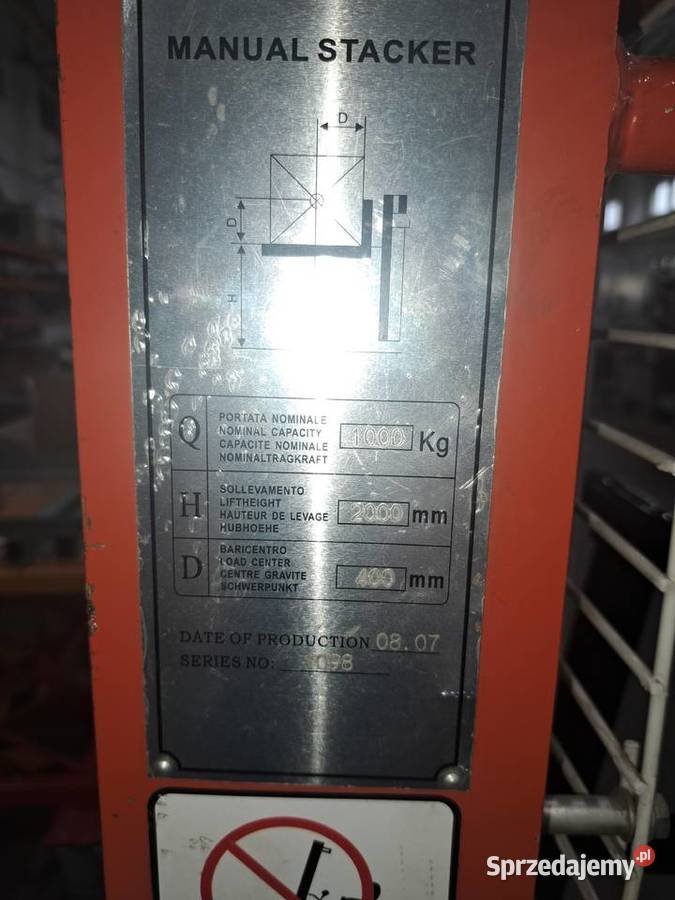 MANUAL STACKER
D
D
H
Q
PORTATA NOMINALE
NOMINAL CAPACITY
CAPACITE NOMINALE
NOMINALTRAGKRAFT
1000 Kg
H
SOLLEVAMENTO
LIFTHEIGHT
HAUTEUR DE LEVAGE
HUBHOEHE
2000 mm
D
BARICENTRO
LOAD CENTER
CENTRE GRAVITE
SCHWERPUNKT
400 mm
DATE OF PRODUCTION 08.07
SERIES NO:
Sprzedajemy.pl